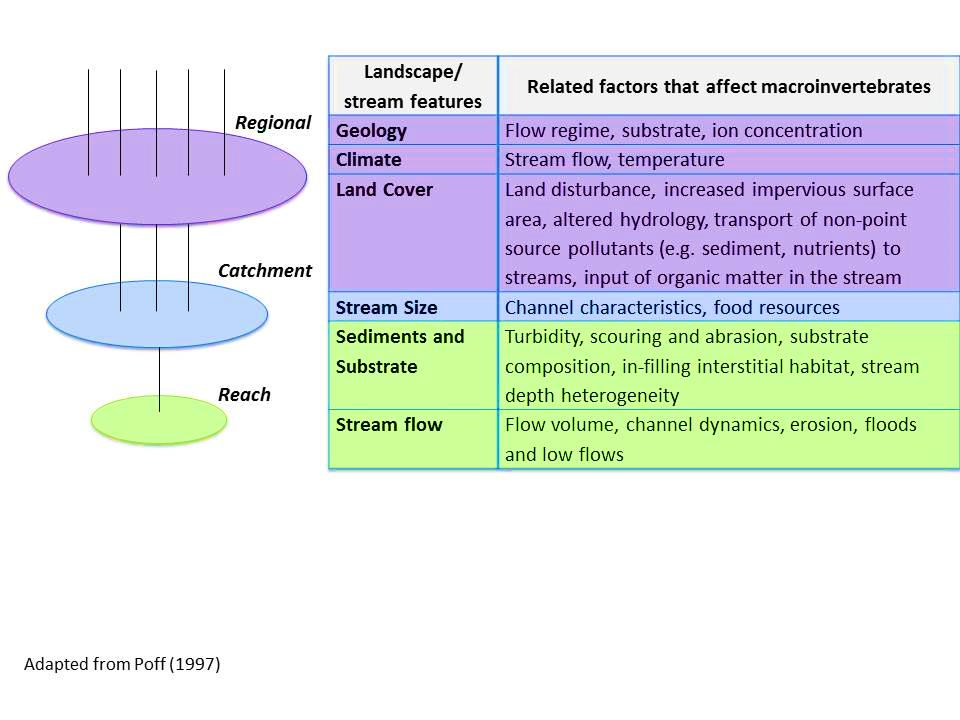 Regional
Catchment
Reach
Landscape/
stream features
Related factors that affect macroinvertebrates
Geology
Flow regime, substrate, ion concentration
Climate
Stream flow, temperature
Land Cover
Land disturbance, increased impervious surface
area, altered hydrology, transport of non-point
source pollutants (e.g. sediment, nutrients) to
streams, input of organic matter in the stream
Stream Size
Channel characteristics, food resources
Sediments and
Substrate
Turbidity, scouring and abrasion, substrate
composition, in-filling interstitial habitat, stream
depth heterogeneity
Stream flow
Flow volume, channel dynamics, erosion, floods
and low flows
Adapted from Poff (1997)